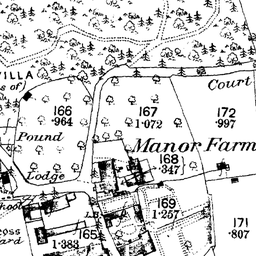 VILLA
s of)
Court
166
.964
167
1.072
172
.997
Pound
Manor Farm
168
.347
Lodge
169
1.257
L.B.
171
.807
165
1.383